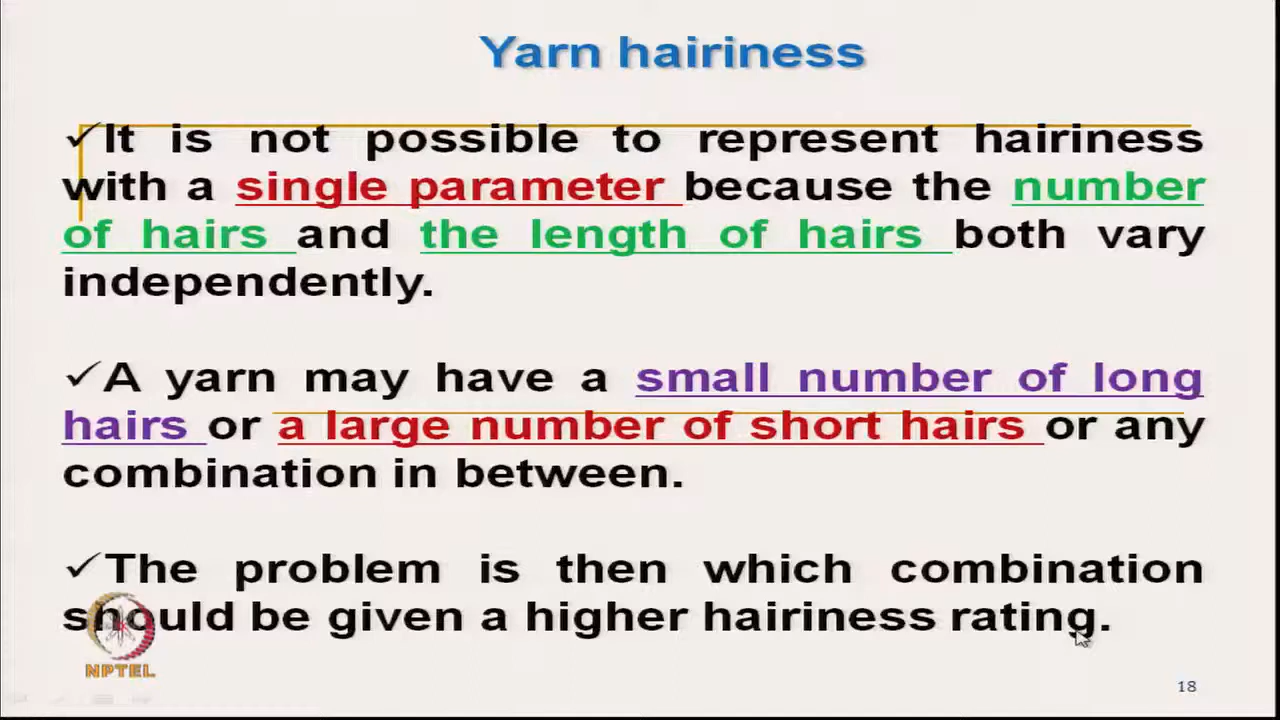 Yarn hairiness
✓It is not possible to represent hairiness
with a single parameter because the number
of hairs and the length of hairs both vary
independently.
✓A yarn may have a small number of long
hairs or a large number of short hairs or any
combination in between.
✓The problem is then which combination
should be given a higher hairiness rating.
NPTEL
18